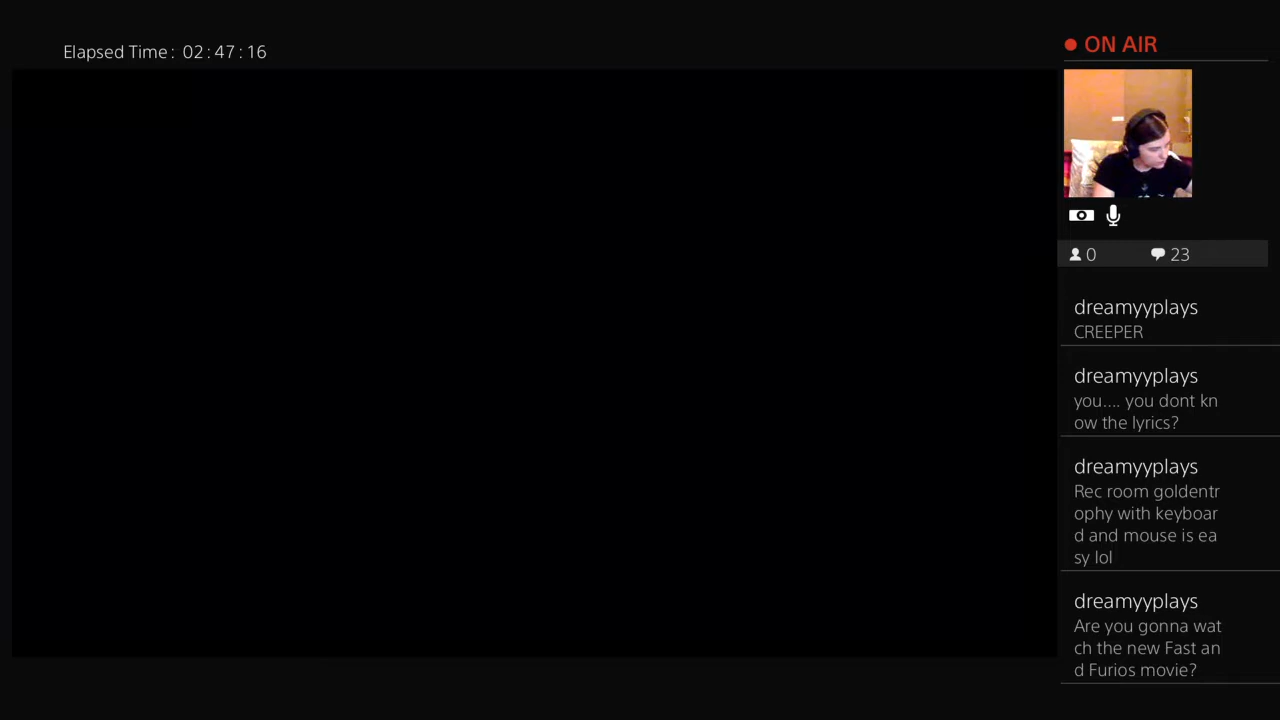 Elapsed Time: 02:47:16
ON AIR
0 23
dreamyyplays
CREEPER
dreamyyplays
you.... you dont kn
ow the lyrics?
dreamyyplays
Rec room goldentr
ophy with keyboar
d and mouse is ea
sy lol
dreamyyplays
Are you gonna wat
ch the new Fast an
d Furios movie?